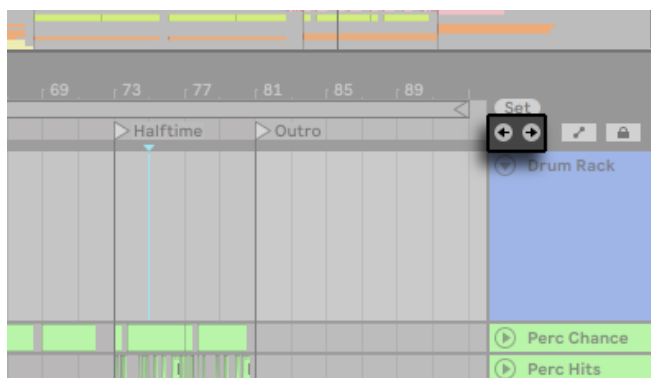 69 73 77 81 85 89
Set
Halftime Outro
Drum Rack
Perc Chance
Perc Hits